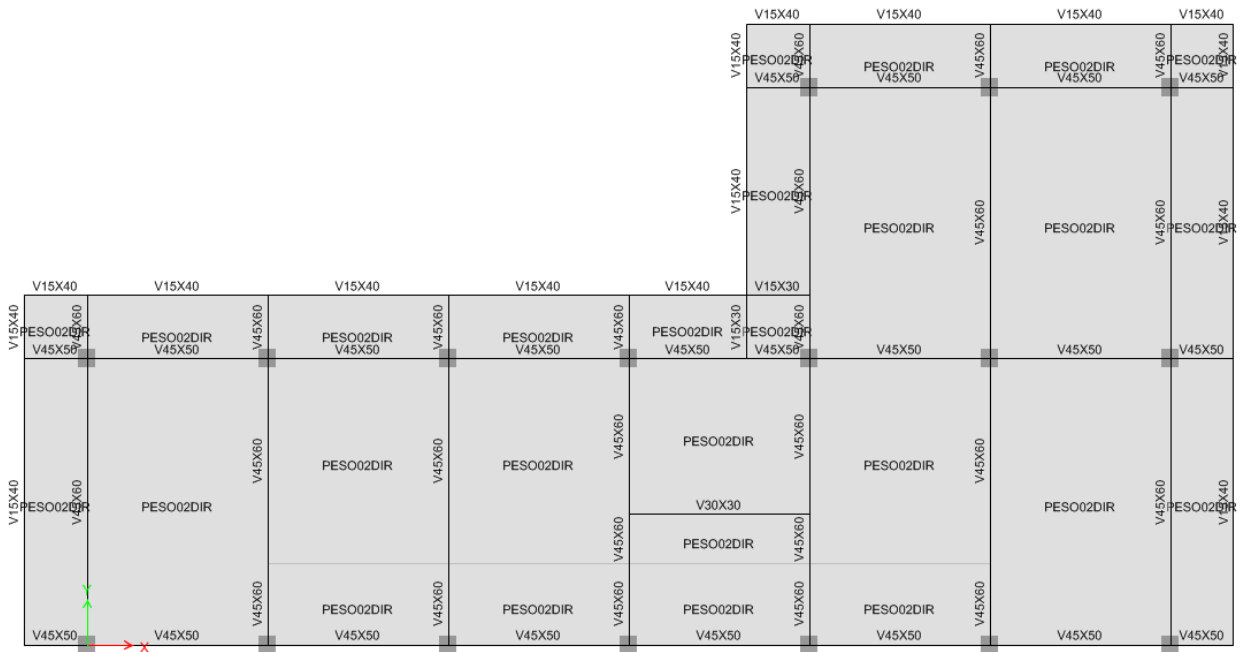 V15X40 V15X40 V15X40 V15X40
V15X40 V45X60 V45X60 V45X60 V15X40
PESO02DIR PESO02DIR PESO02DIR PESO02DIR
V45X50 V45X50 V45X50 V45X50
V15X40 V45X60 V45X60 V45X60 V15X40
PESO02DIR PESO02DIR PESO02DIR PESO02DIR
V15X40 V15X40 V15X40 V15X40 V15X40 V15X30
V15X40 V45X60 V45X60 V45X60 V45X60 V15X30 V45X60
PESO02DIR PESO02DIR PESO02DIR PESO02DIR PESO02DIR PESO02DIR
V45X50 V45X50 V45X50 V45X50 V45X50 V45X50 V45X50 V45X50 V45X50
PESO02DIR
V45X60 V45X60 V45X60 V45X60
PESO02DIR PESO02DIR PESO02DIR
V15X40 V45X60 V45X60 V15X40
PESO02DIR PESO02DIR PESO02DIR PESO02DIR
V30X30
V45X60 V45X60
PESO02DIR
Y
V45X60 V45X60 V45X60 V45X60 V45X60
PESO02DIR PESO02DIR PESO02DIR PESO02DIR
V45X50 V45X50 V45X50 V45X50 V45X50 V45X50 V45X50 V45X50
X